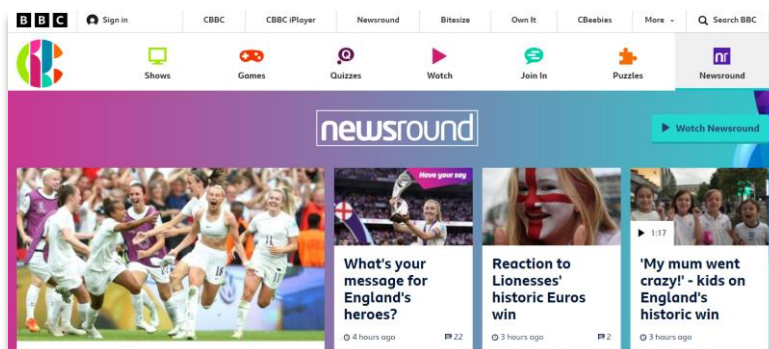 BBC
Sign in
CBBC
CBBC iPlayer
Newsround
Bitesize
Own It
CBeebies
More
Search BBC
Shows
Games
Quizzes
Watch
Join In
Puzzles
nr
Newsround
newsround
Watch Newsround
18
11
Have your say
What's your
message for
England's
heroes?
4 hours ago
22
Reaction to
Lionesses'
historic Euros
win
3 hours ago
2
1:17
'My mum went
crazy!' - kids on
England's
historic win
3 hours ago